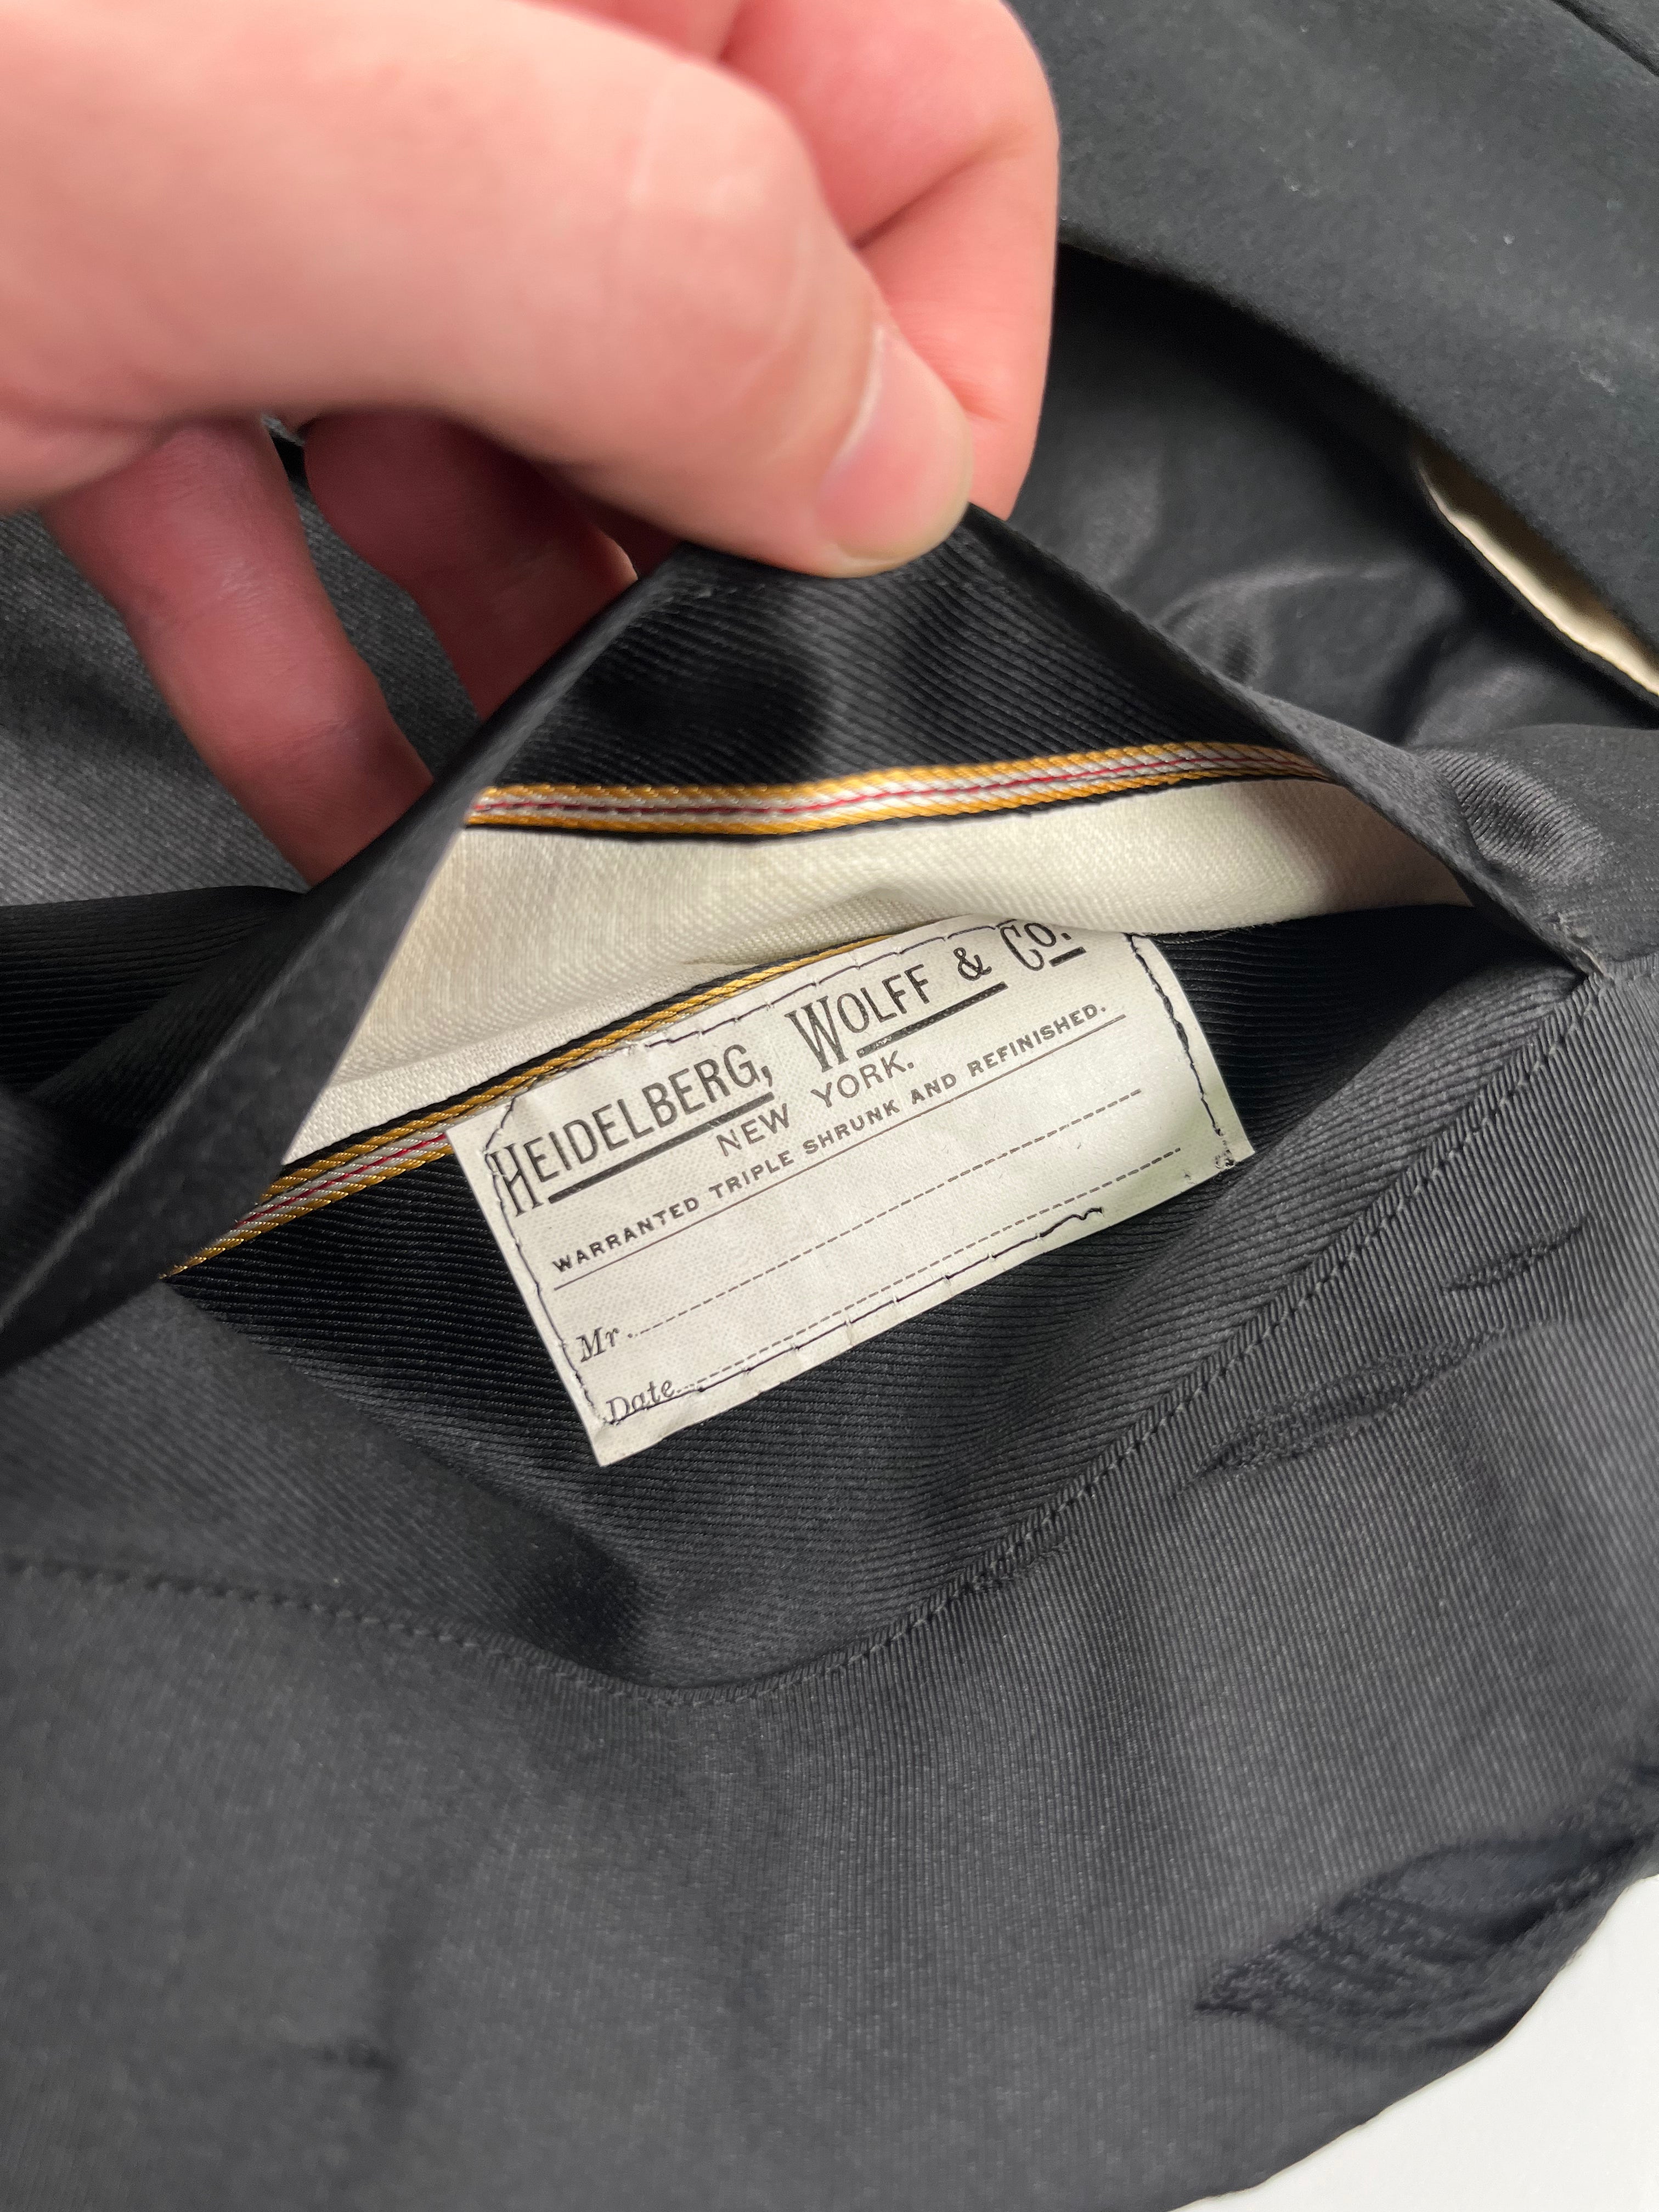 HEIDELBERG, WOLFF & CO.
NEW YORK.
WARRANTED TRIPLE SHRUNK AND REFINISHED.
Mr.
Date